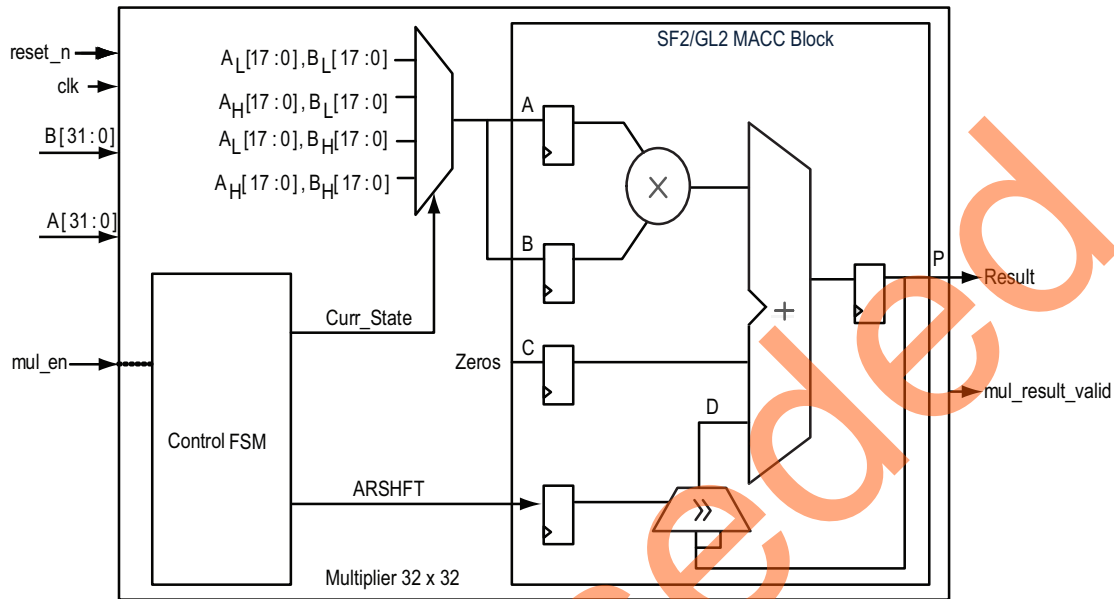 SF2/GL2 MACC Block
reset_n
clk
B[31:0]
A[31:0]
mul_en
AL[17:0],BL[17:0]
AH[17:0],BL[17:0]
AL[17:0],BH[17:0]
AH[17:0],BH[17:0]
A
B
×
+
P
Result
Curr_State
Zeros
C
D
mul_result_valid
Control FSM
ARSHFT
»
Multiplier 32 x 32
seded